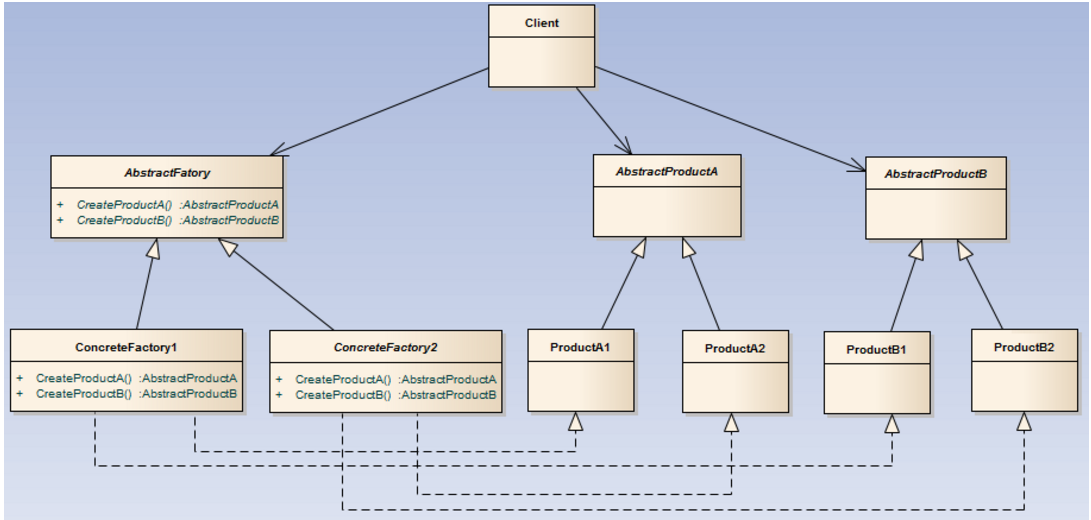 Client
AbstractFatory
+ CreateProductA() :AbstractProductA
+ CreateProductB() :AbstractProductB
AbstractProductA
AbstractProductB
ConcreteFactory1
+ CreateProductA() :AbstractProductA
+ CreateProductB() :AbstractProductB
ConcreteFactory2
+ CreateProductA() :AbstractProductA
+ CreateProductB() :AbstractProductB
ProductA1
ProductA2
ProductB1
ProductB2